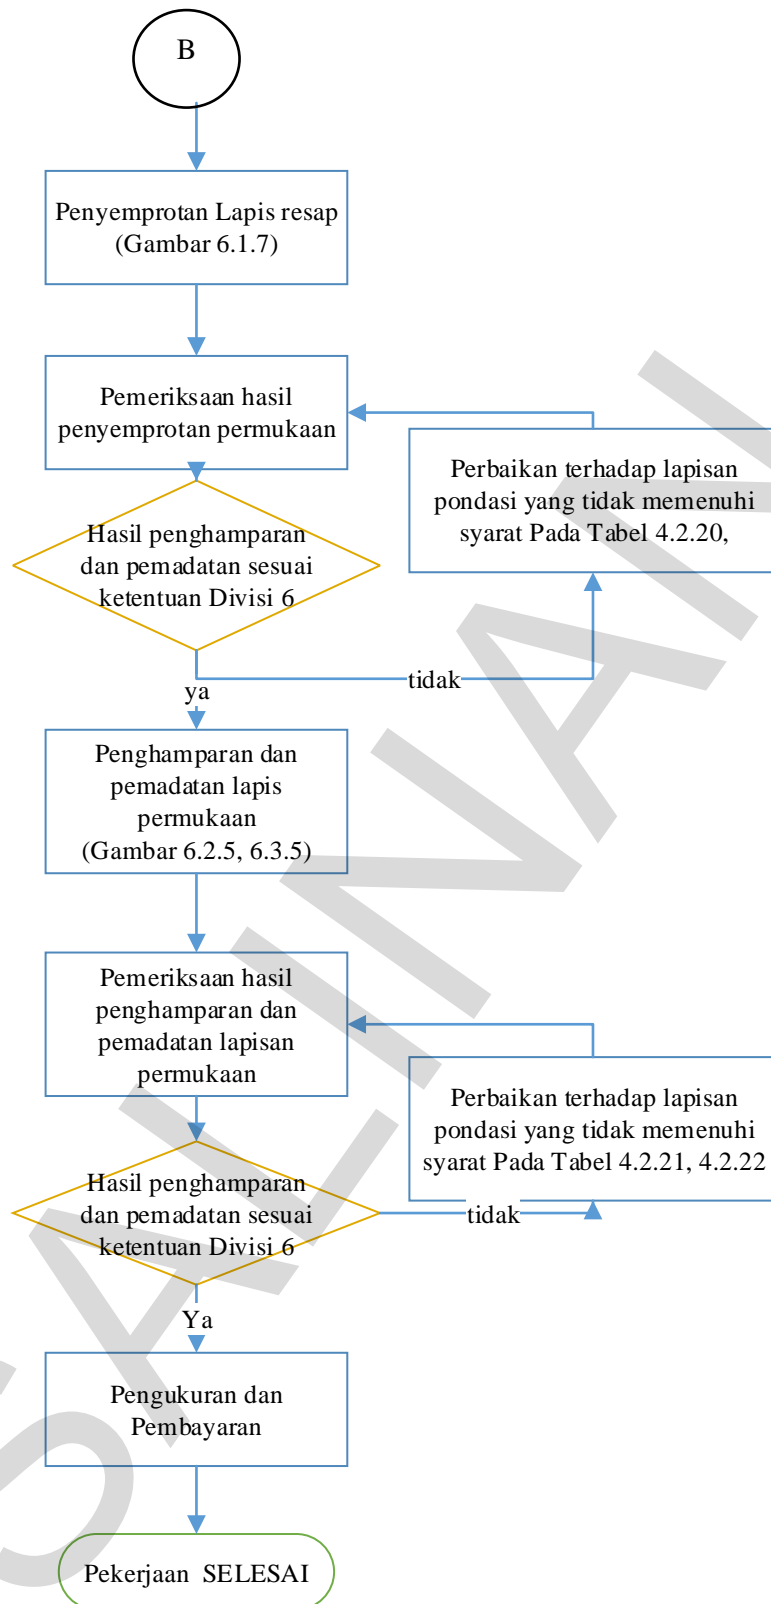 B
Penyemprotan Lapis resap
(Gambar 6.1.7)
Pemeriksaan hasil
penyemprotan permukaan
Perbaikan terhadap lapisan
pondasi yang tidak memenuhi
syarat Pada Tabel 4.2.20,
Hasil penghamparan
dan pemadatan sesuai
ketentuan Divisi 6
tidak
ya
Penghamparan dan
pemadatan lapis
permukaan
(Gambar 6.2.5, 6.3.5)
Pemeriksaan hasil
penghamparan dan
pemadatan lapisan
permukaan
Perbaikan terhadap lapisan
pondasi yang tidak memenuhi
syarat Pada Tabel 4.2.21, 4.2.22
Hasil penghamparan
dan pemadatan sesuai
ketentuan Divisi 6
tidak
Ya
Pengukuran dan
Pembayaran
Pekerjaan SELESAI
SALINAN